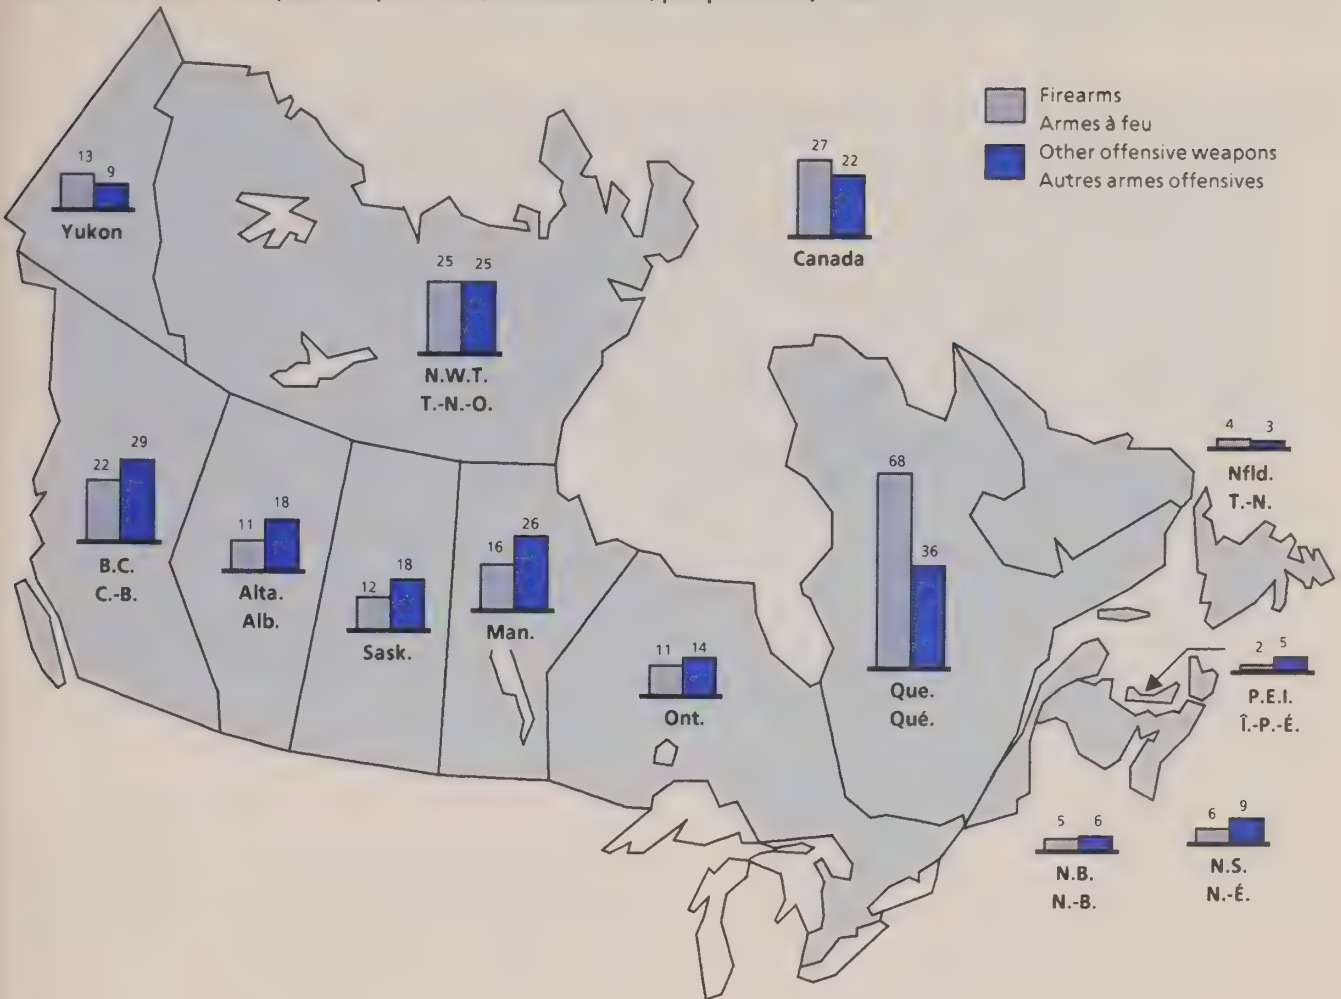 Firearms
Armes à feu
Other offensive weapons
Autres armes offensives
13 9
Yukon
27 22
Canada
25 25
N.W.T.
T.-N.-O.
22 29
B.C.
C.-B.
11 18
Alta.
Alb.
12 18
Sask.
16 26
Man.
11 14
Ont.
68 36
Que.
Qué.
4 3
Nfld.
T.-N.
2 5
P.E.I.
Î.-P.-É.
5 6
N.B.
N.-B.
6 9
N.S.
N.-É.